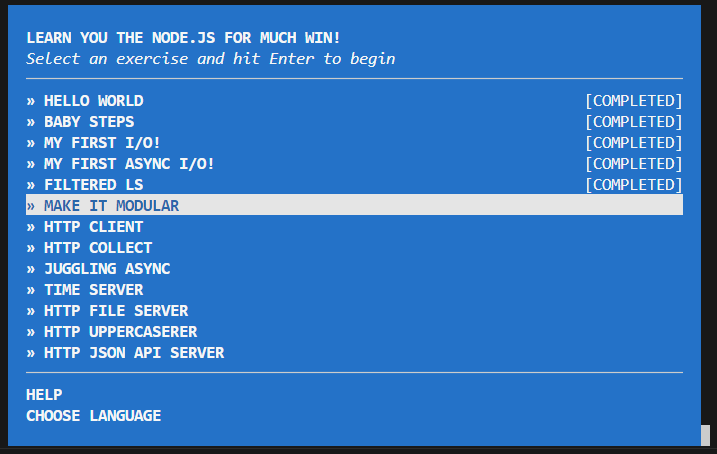 LEARN YOU THE NODE.JS FOR MUCH WIN!
Select an exercise and hit Enter to begin
» HELLO WORLD [COMPLETED]
» BABY STEPS [COMPLETED]
» MY FIRST I/O! [COMPLETED]
» MY FIRST ASYNC I/O! [COMPLETED]
» FILTERED LS [COMPLETED]
» MAKE IT MODULAR
» HTTP CLIENT
» HTTP COLLECT
» JUGGLING ASYNC
» TIME SERVER
» HTTP FILE SERVER
» HTTP UPPERCASERER
» HTTP JSON API SERVER
HELP
CHOOSE LANGUAGE